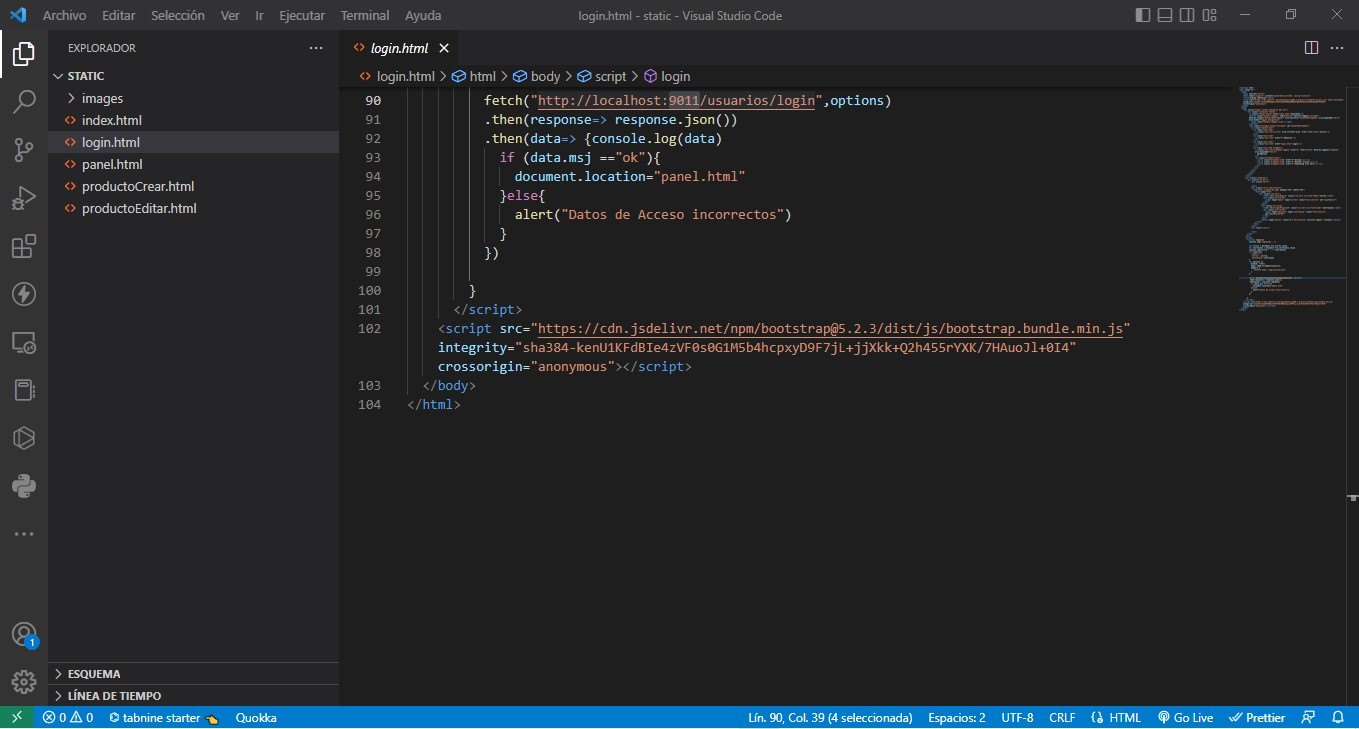 Archivo Editar Selección Ver Ir Ejecutar Terminal Ayuda login.html - static - Visual Studio Code
EXPLORADOR
login.html
STATIC
login.html > html > body > script > login
images
index.html
login.html
panel.html
productoCrear.html
productoEditar.html
90 fetch("http://localhost:9011/usuarios/login",options)
91 .then(response=> response.json())
92 .then(data=> {console.log(data)
93 if (data.msj =="ok"){
94 document.location="panel.html"
95 }else{
96 alert("Datos de Acceso incorrectos")
97 }
98 })
99
100 }
101 </script>
102 <script src="https://cdn.jsdelivr.net/npm/bootstrap@5.2.3/dist/js/bootstrap.bundle.min.js"
integrity="sha384-kenU1KFdBIe4zVF0s0G1M5b4hcpxyD9F7jL+jjXkk+Q2h455rYXK/7HAuoJl+0I4"
crossorigin="anonymous"></script>
103 </body>
104 </html>
1
ESQUEMA
LÍNEA DE TIEMPO
0 0 tabnine starter Quokka Lín. 90, Col. 39 (4 seleccionada) Espacios: 2 UTF-8 CRLF HTML Go Live Prettier